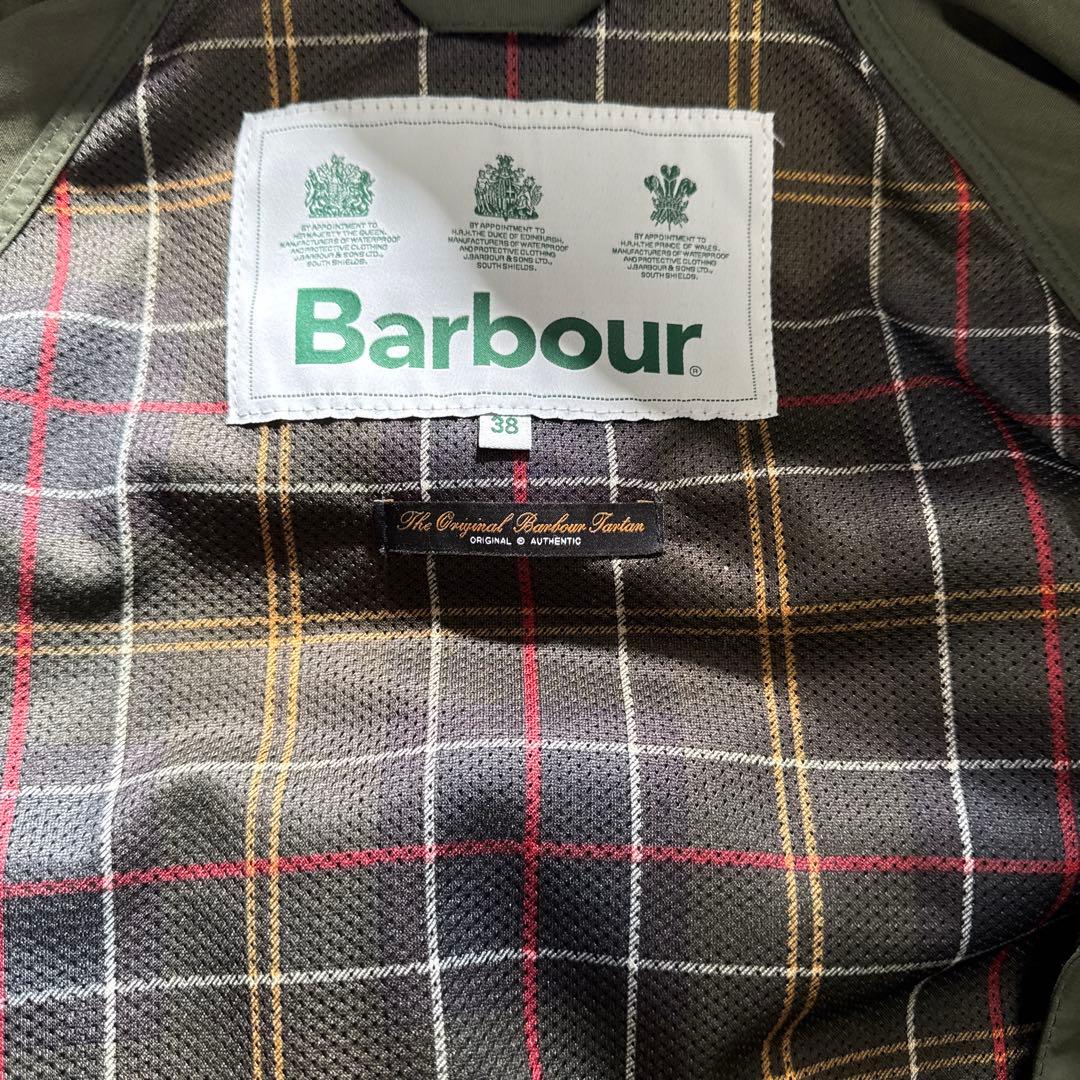 BY APPOINTMENT TO
HER MAJESTY THE QUEEN,
MANUFACTURERS OF WATERPROOF
AND PROTECTIVE CLOTHING
J.BARBOUR & SONS LTD.,
SOUTH SHIELDS.
BY APPOINTMENT TO
H.R.H. THE DUKE OF EDINBURGH,
MANUFACTURERS OF WATERPROOF
AND PROTECTIVE CLOTHING
J.BARBOUR & SONS LTD.,
SOUTH SHIELDS.
BY APPOINTMENT TO
H.R.H. THE PRINCE OF WALES,
MANUFACTURERS OF WATERPROOF
AND PROTECTIVE CLOTHING
J.BARBOUR & SONS LTD.,
SOUTH SHIELDS.
Barbour®
38
The Original Barbour Tartan
ORIGINAL ® AUTHENTIC